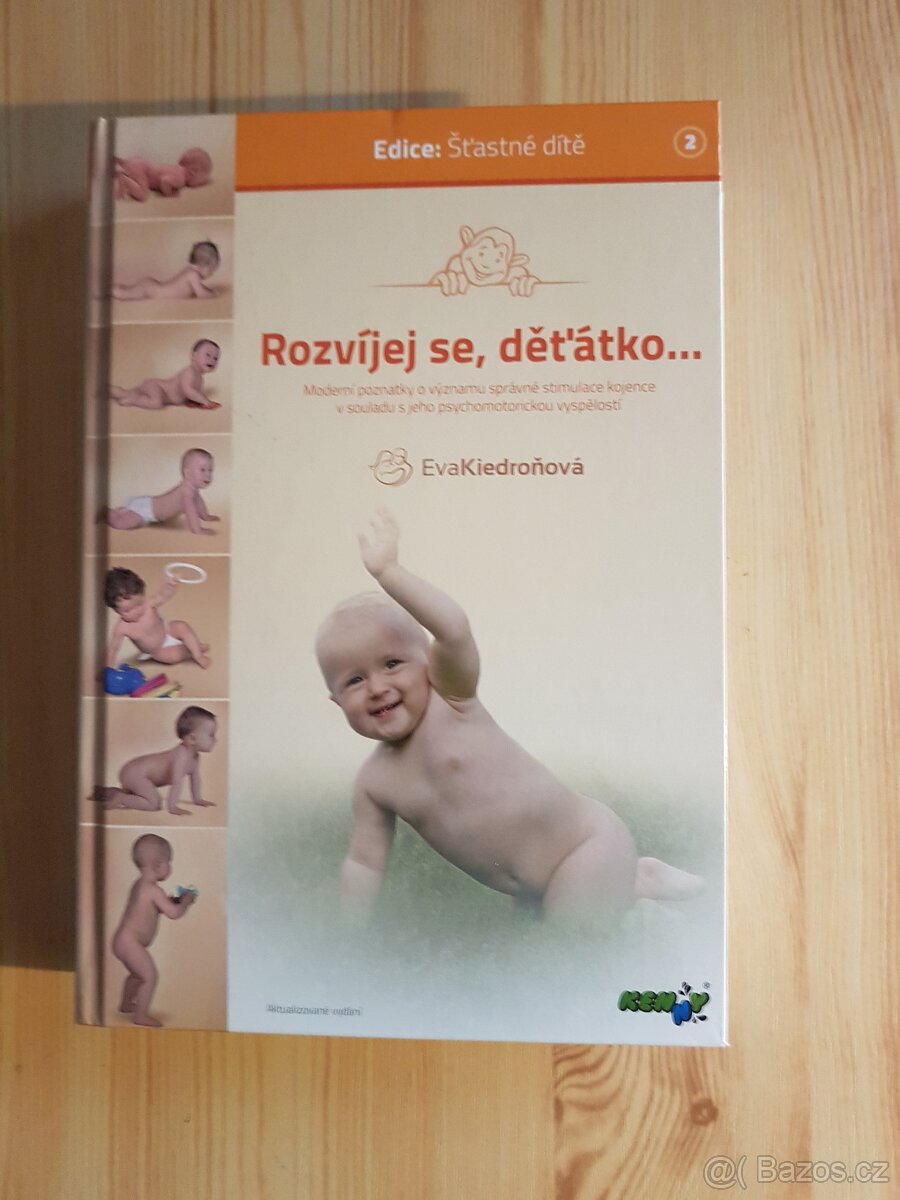 Edice: Šťastné dítě
2
Rozvíjej se, děťátko...
Moderní poznatky o významu správné stimulace kojence
v souladu s jeho psychomotorickou vyspělostí
EvaKiedroňová
Aktualizované vydání
KENNY®
@( Bazos.cz